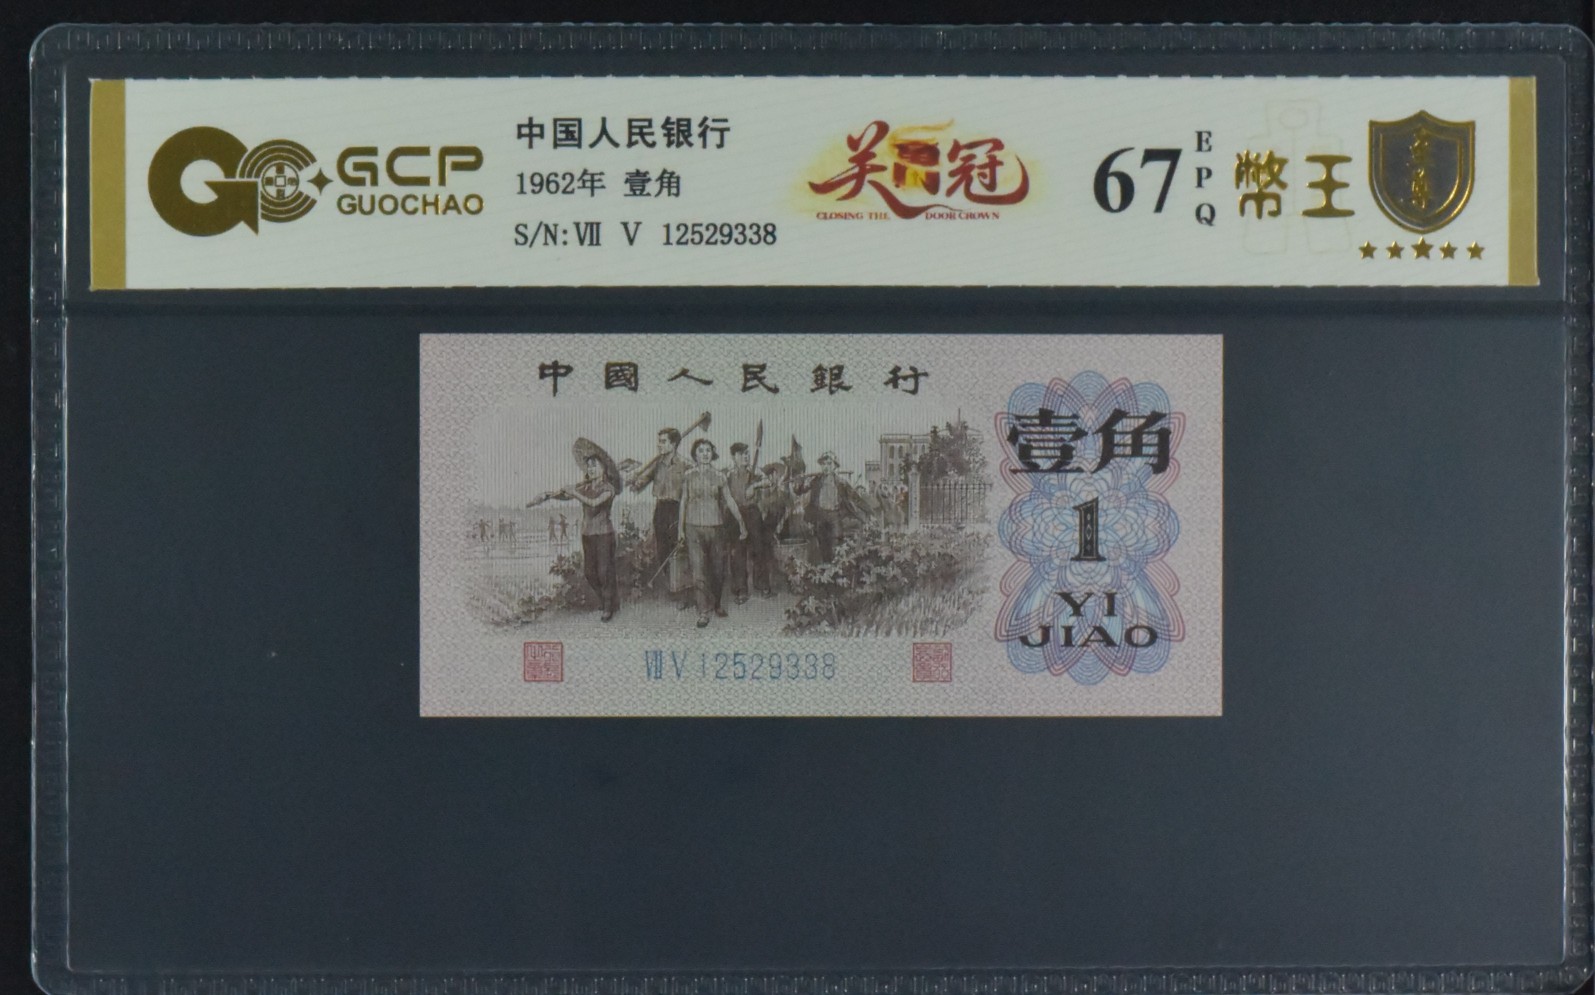 GCP
GUOCHAO
中国人民银行
1962年 壹角
S/N:Ⅶ V 12529338
关门冠
CLOSING THE DOOR CROWN
67
EPQ
幣王
中國人民銀行
壹角
1
YI
JIAO
Ⅶ V 12529338